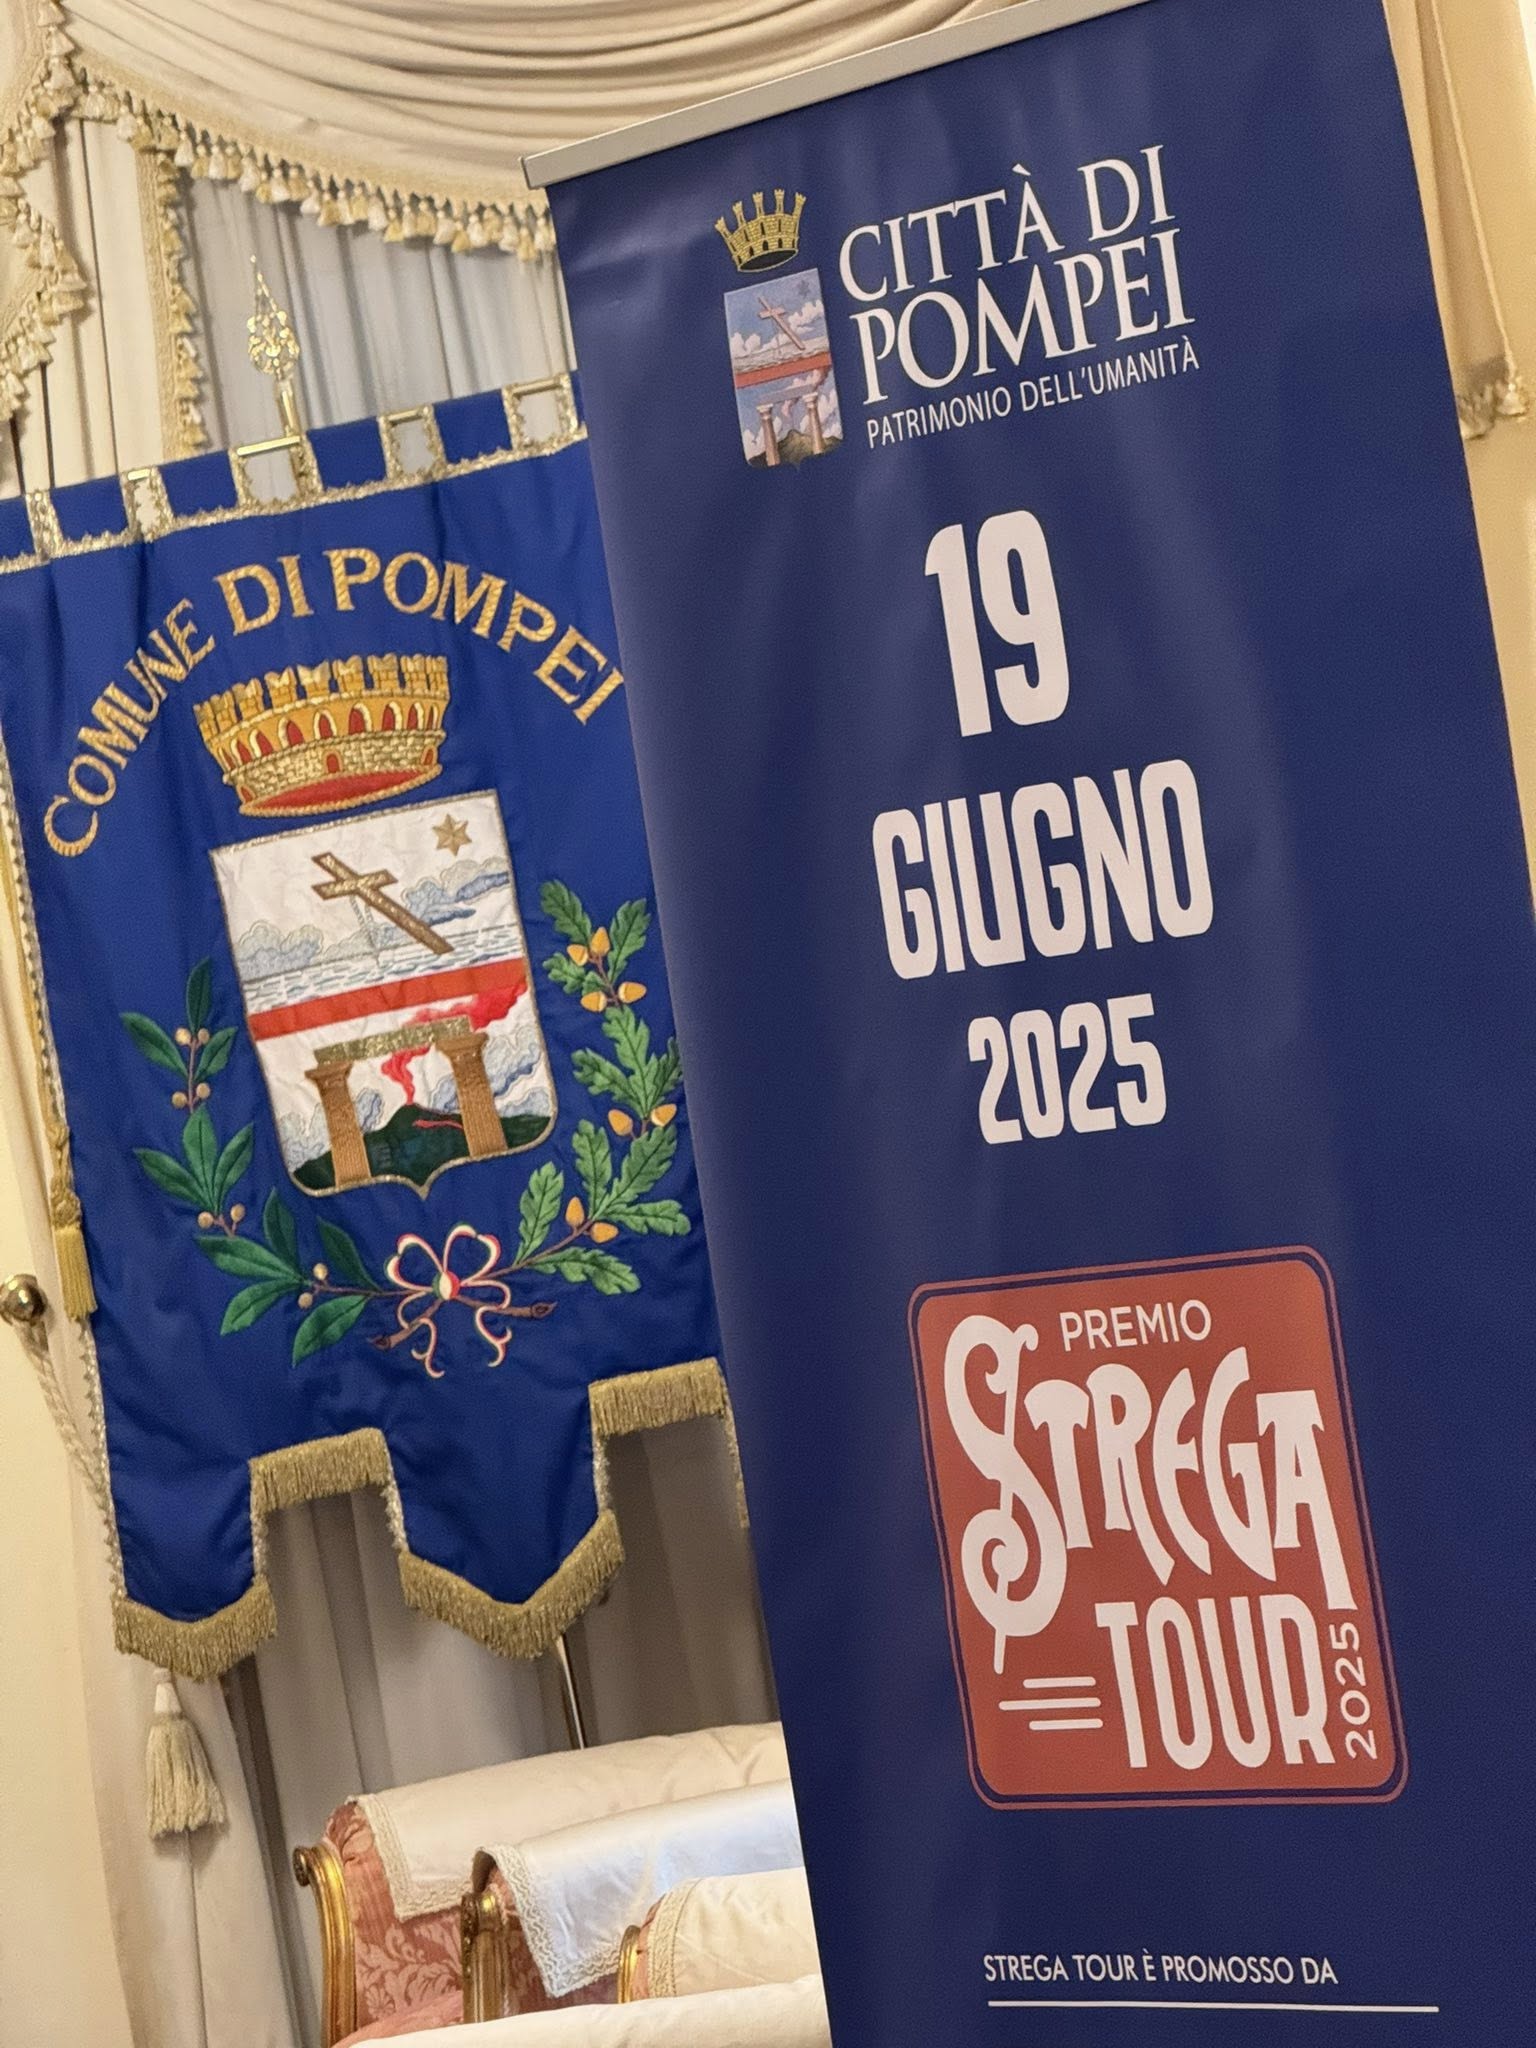 COMUNE DI POMPEI
CITTÀ DI
POMPEI
PATRIMONIO DELL'UMANITÀ
19
GIUGNO
2025
PREMIO
STREGA
TOUR
2025
STREGA TOUR È PROMOSSO DA